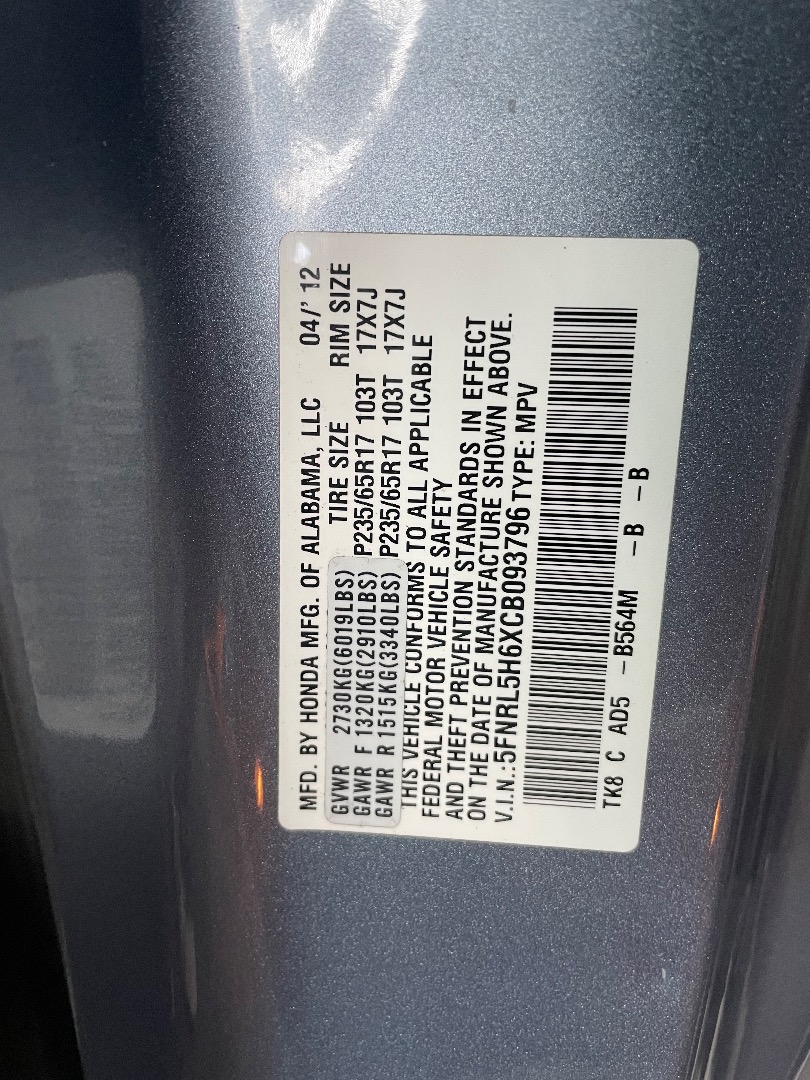 MFD. BY HONDA MFG. OF ALABAMA, LLC 04/' 12
TIRE SIZE RIM SIZE
GVWR 2730KG(6019LBS)
GAWR F 1320KG(2910LBS) P235/65R17 103T 17X7J
GAWR R 1515KG(3340LBS) P235/65R17 103T 17X7J
THIS VEHICLE CONFORMS TO ALL APPLICABLE
FEDERAL MOTOR VEHICLE SAFETY
AND THEFT PREVENTION STANDARDS IN EFFECT
ON THE DATE OF MANUFACTURE SHOWN ABOVE.
V.I.N.:5FNRL5H6XCB093796 TYPE: MPV
TK8 C AD5 -B564M -B -B